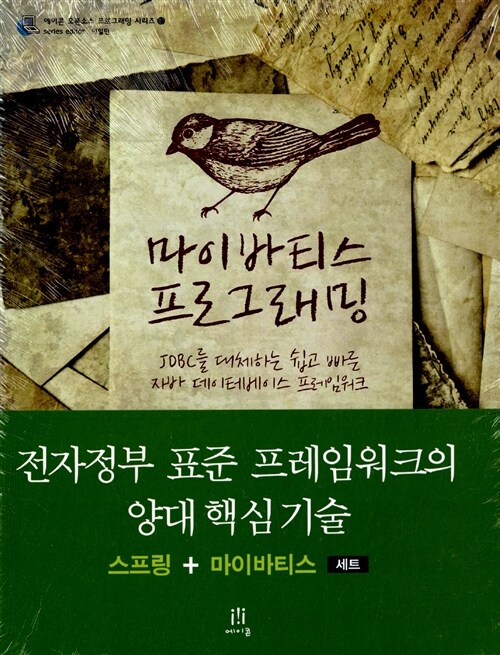 에이콘 오픈소스 프로그래밍 시리즈
series editor
마이바티스
프로그래밍
JDBC를 대체하는 쉽고 빠른
자바 데이터베이스 프레임워크
전자정부 표준 프레임워크의
양대 핵심 기술
스프링 + 마이바티스 세트
에이콘